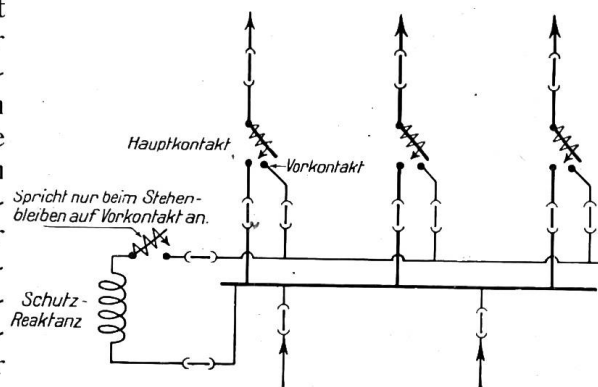 Hauptkontakt
Vorkontakt
Spricht nur beim Stehen-
bleiben auf Vorkontakt an.
Schutz-
Reaktanz